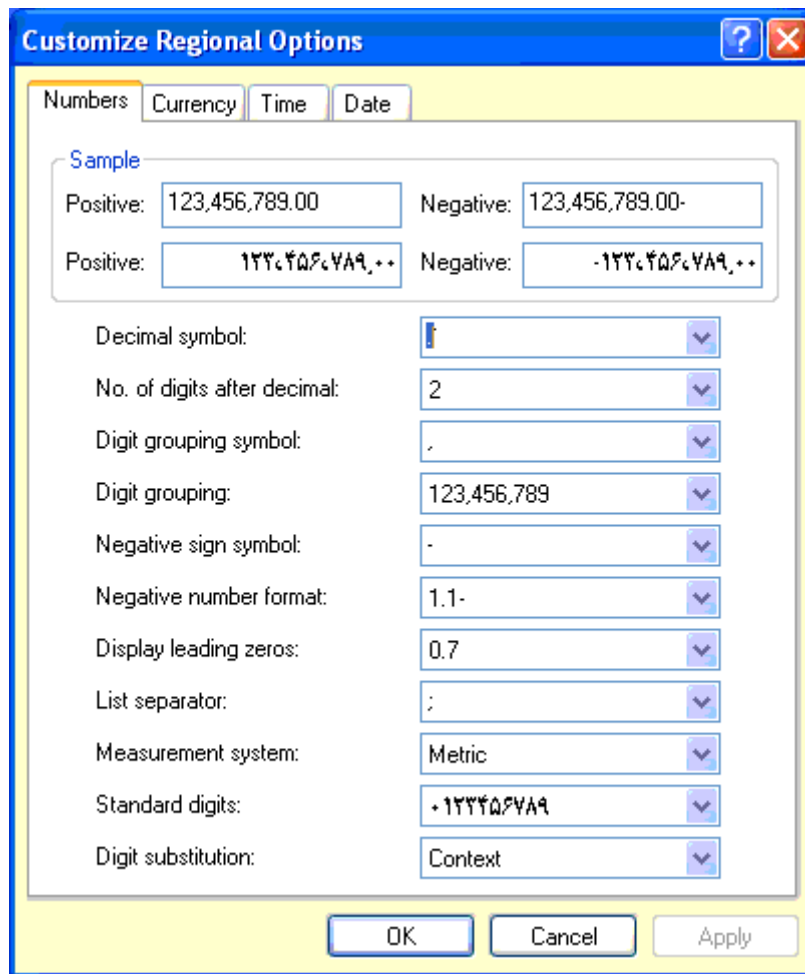 Customize Regional Options
Numbers Currency Time Date
Sample
Positive: 123,456,789.00 Negative: 123,456,789.00-
Positive: ۱۲۳،۴۵۶،۷۸۹٫۰۰ Negative: -۱۲۳،۴۵۶،۷۸۹٫۰۰
Decimal symbol: .
No. of digits after decimal: 2
Digit grouping symbol: ,
Digit grouping: 123,456,789
Negative sign symbol: -
Negative number format: 1.1-
Display leading zeros: 0.7
List separator: ;
Measurement system: Metric
Standard digits: ۰۱۲۳۴۵۶۷۸۹
Digit substitution: Context
OK Cancel Apply